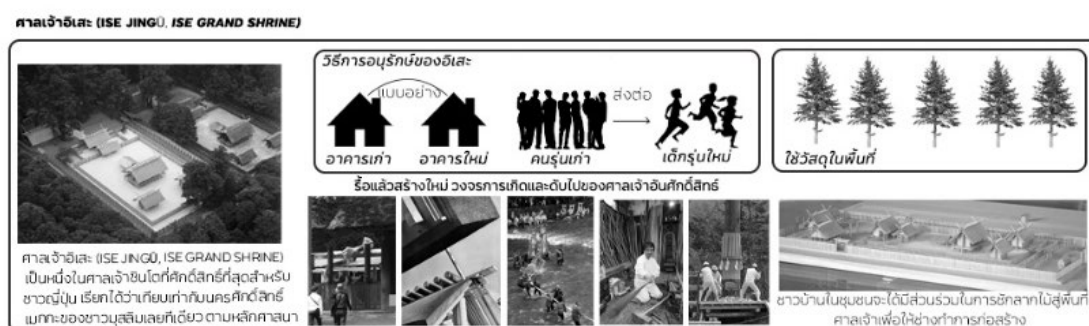 ศาลเจ้าอิเสะ (ISE JINGŪ, ISE GRAND SHRINE)
วิธีการอนุรักษ์ของอิเสะ
แบบอย่าง
ส่งต่อ
อาคารเก่า
อาคารใหม่
คนรุ่นเก่า
เด็กรุ่นใหม่
ใช้วัสดุในพื้นที่
รื้อแล้วสร้างใหม่ วงจรการเกิดและดับไปของศาลเจ้าอันศักดิ์สิทธิ์
ศาลเจ้าอิเสะ (ISE JINGŪ, ISE GRAND SHRINE)
เป็นหนึ่งในศาลเจ้าชินโตที่ศักดิ์สิทธิ์ที่สุดสำหรับ
ชาวญี่ปุ่น เรียกได้ว่าเทียบเท่ากับนครศักดิ์สิทธิ์
เมกกะของชาวมุสลิมเลยทีเดียว ตามหลักศาสนา
ชาวบ้านในชุมชนจะได้มีส่วนร่วมในการชักลากไม้สู่พื้นที่
ศาลเจ้าเพื่อให้ช่างทำการก่อสร้าง